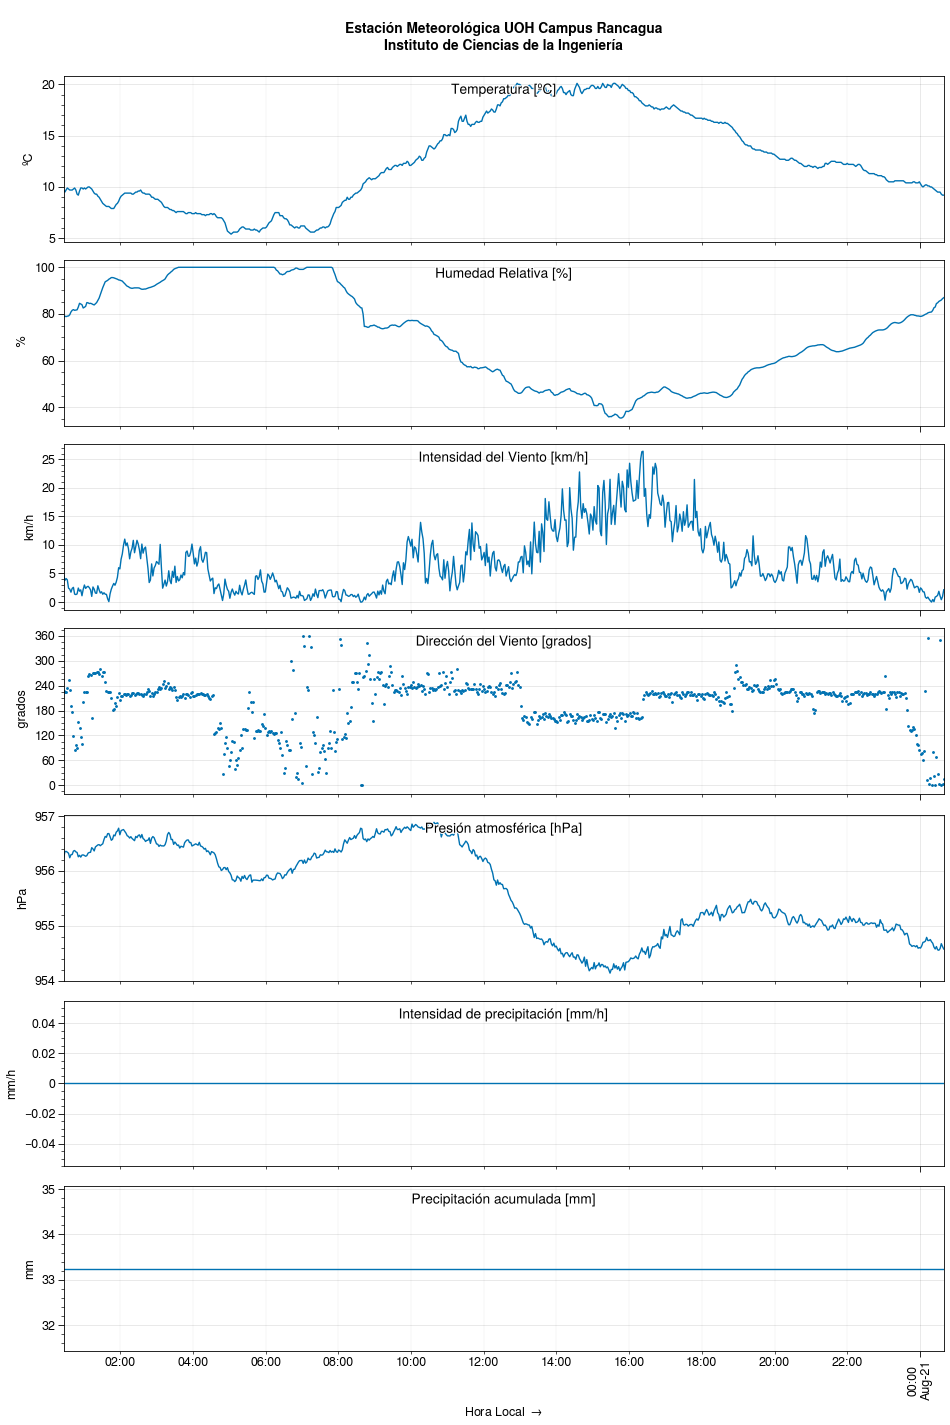 Estación Meteorológica UOH Campus Rancagua
Instituto de Ciencias de la Ingeniería
Temperatura [ºC]
20
15
10
5
ºC
Humedad Relativa [%]
100
80
60
40
%
Intensidad del Viento [km/h]
25
20
15
10
5
0
km/h
Dirección del Viento [grados]
360
300
240
180
120
60
0
grados
Presión atmosférica [hPa]
957
956
955
954
hPa
Intensidad de precipitación [mm/h]
0.04
0.02
0
−0.02
−0.04
mm/h
Precipitación acumulada [mm]
35
34
33
32
mm
02:00 04:00 06:00 08:00 10:00 12:00 14:00 16:00 18:00 20:00 22:00 00:00
Aug-21
Hora Local →